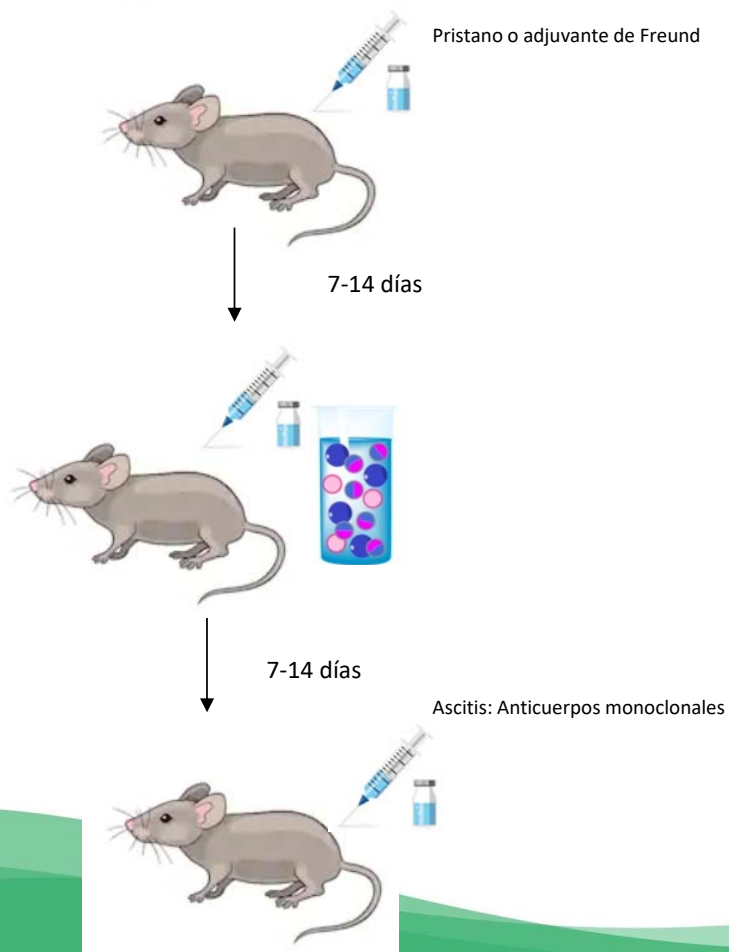 Pristano o adjuvante de Freund
7-14 días
7-14 días
Ascitis: Anticuerpos monoclonales